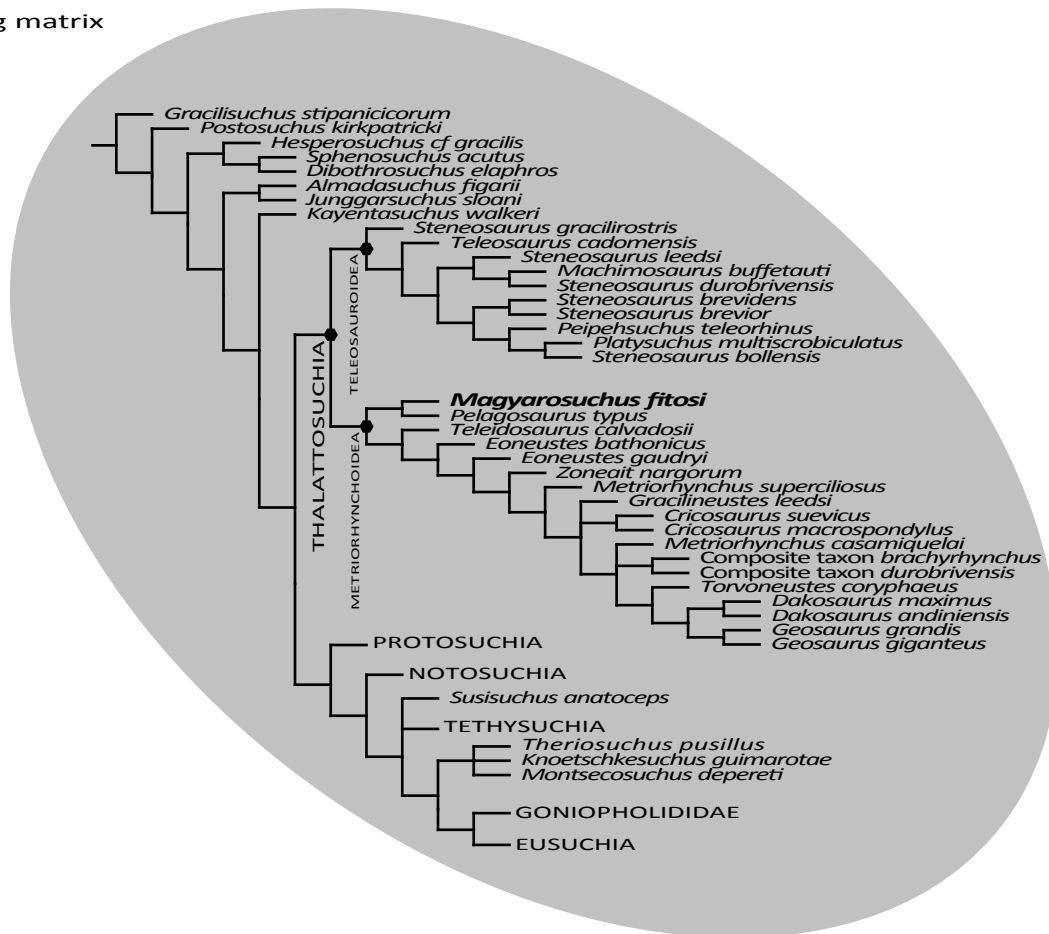 g matrix
Gracilisuchus stipanicicorum
Postosuchus kirkpatricki
Hesperosuchus cf gracilis
Sphenosuchus acutus
Dibothrosuchus elaphros
Almadasuchus figarii
Junggarsuchus sloani
Kayentasuchus walkeri
Steneosaurus gracilirostris
Teleosaurus cadomensis
Steneosaurus leedsi
Machimosaurus buffetauti
Steneosaurus durobrivensis
Steneosaurus brevidens
Steneosaurus brevior
Peipehsuchus teleorhinus
Platysuchus multiscrobiculatus
Steneosaurus bollensis
TELEOSAUROIDEA
THALATTOSUCHIA
METRIORHYNCHOIDEA
Magyarosuchus fitosi
Pelagosaurus typus
Teleidosaurus calvadosii
Eoneustes bathonicus
Eoneustes gaudryi
Zoneait nargorum
Metriorhynchus superciliosus
Gracilineustes leedsi
Cricosaurus suevicus
Cricosaurus macrospondylus
Metriorhynchus casamiquelai
Composite taxon brachyrhynchus
Composite taxon durobrivensis
Torvoneustes coryphaeus
Dakosaurus maximus
Dakosaurus andiniensis
Geosaurus grandis
Geosaurus giganteus
PROTOSUCHIA
NOTOSUCHIA
Susisuchus anatoceps
TETHYSUCHIA
Theriosuchus pusillus
Knoetschkesuchus guimarotae
Montsecosuchus depereti
GONIOPHOLIDIDAE
EUSUCHIA